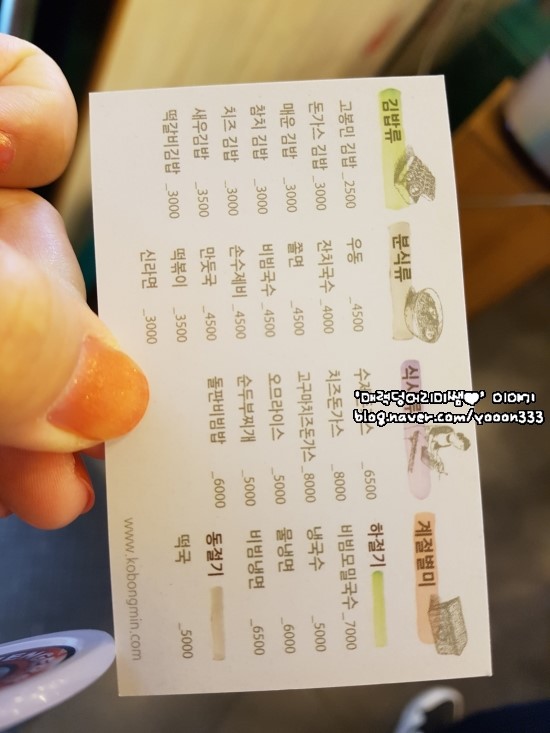 김밥류
고봉민 김밥 _2500
돈가스 김밥 _3000
매운 김밥 _3000
참치 김밥 _3000
치즈 김밥 _3000
새우김밥 _3500
떡갈비김밥 _3000
분식류
우동 _4500
잔치국수 _4000
쫄면 _4500
비빔국수 _4500
손수제비 _4500
만둣국 _4500
떡볶이 _3500
신라면 _3000
식사류
_6500
치즈돈가스 _8000
고구마치즈돈가스 _8000
오므라이스 _5000
순두부찌개 _5000
돌판비빔밥 _6000
계절별미
하절기
비빔모밀국수 _7000
냉국수 _5000
물냉면 _6000
비빔냉면 _6500
동절기
떡국 _5000
www.kobongmin.com
'매력덩어리미쌤♥' 이야기
blog.naver.com/yooon333